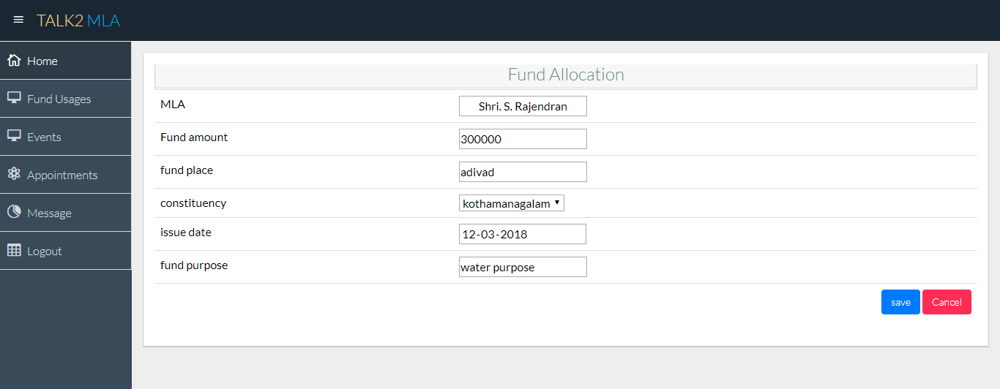 TALK2 MLA
Home
Fund Usages
Events
Appointments
Message
Logout
Fund Allocation
MLA Shri. S. Rajendran
Fund amount 300000
fund place adivad
constituency kothamanagalam
issue date 12-03-2018
fund purpose water purpose
save Cancel